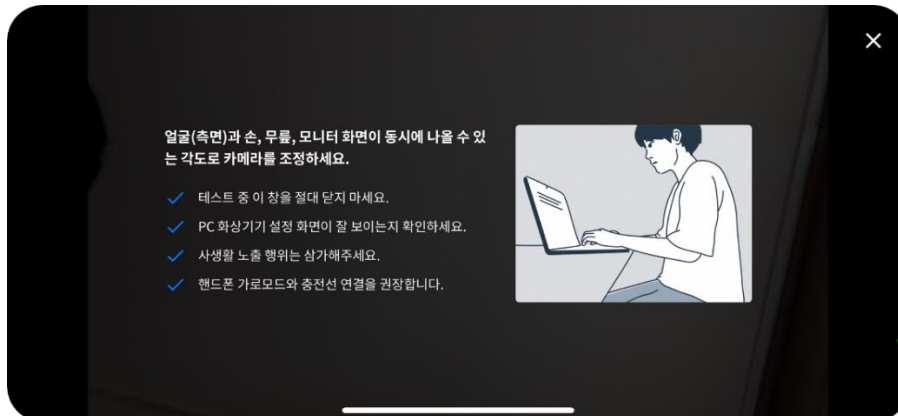 얼굴(측면)과 손, 무릎, 모니터 화면이 동시에 나올 수 있
는 각도로 카메라를 조정하세요.
테스트 중 이 창을 절대 닫지 마세요.
PC 화상기기 설정 화면이 잘 보이는지 확인하세요.
사생활 노출 행위는 삼가해주세요.
핸드폰 가로모드와 충전선 연결을 권장합니다.